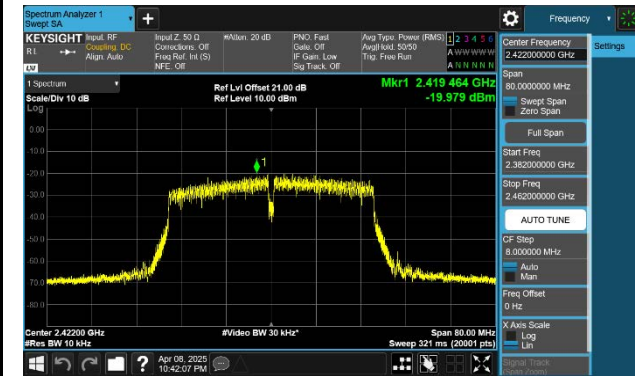 Spectrum Analyzer 1
Swept SA
Frequency
KEYSIGHT Input: RF
Coupling: DC
Align: Auto
RL
LW
Input Z: 50 Ω
Corrections: Off
Freq Ref: Int (S)
NFE: Off
#Atten: 20 dB
PNO: Fast
Gate: Off
IF Gain: Low
Sig Track: Off
Avg Type: Power (RMS)
Avg|Hold: 50/50
Trig: Free Run
1 2 3 4 5 6
A W W W W W
A N N N N N
1 Spectrum
Scale/Div 10 dB
Log
Ref Lvl Offset 21.00 dB
Ref Level 10.00 dBm
Mkr1 2.419 464 GHz
-19.979 dBm
1
0.00
-10.0
-20.0
-30.0
-40.0
-50.0
-60.0
-70.0
-80.0
Center 2.42200 GHz
#Res BW 10 kHz
#Video BW 30 kHz*
Span 80.00 MHz
Sweep 321 ms (20001 pts)
Apr 08, 2025
10:42:07 PM
Center Frequency
2.422000000 GHz
Settings
Span
80.0000000 MHz
Swept Span
Zero Span
Full Span
Start Freq
2.382000000 GHz
Stop Freq
2.462000000 GHz
AUTO TUNE
CF Step
8.000000 MHz
Auto
Man
Freq Offset
0 Hz
X Axis Scale
Log
Lin
Signal Track
(Span Zoom)